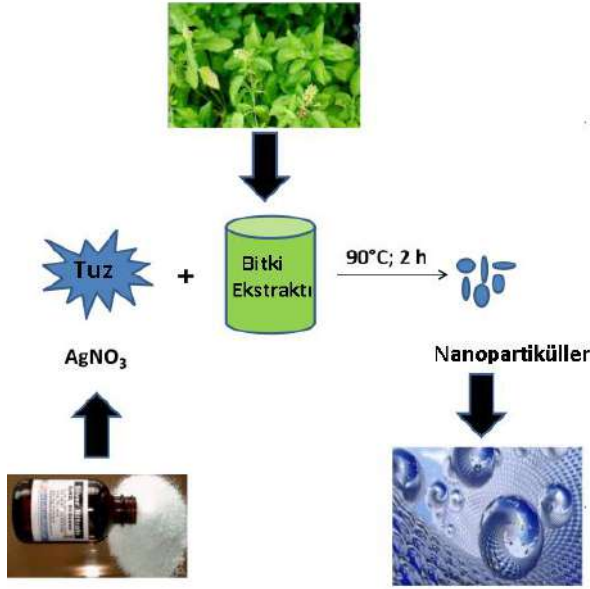 Tuz
+
Bitki
Ekstraktı
90°C; 2 h
AgNO₃
Nanopartiküller